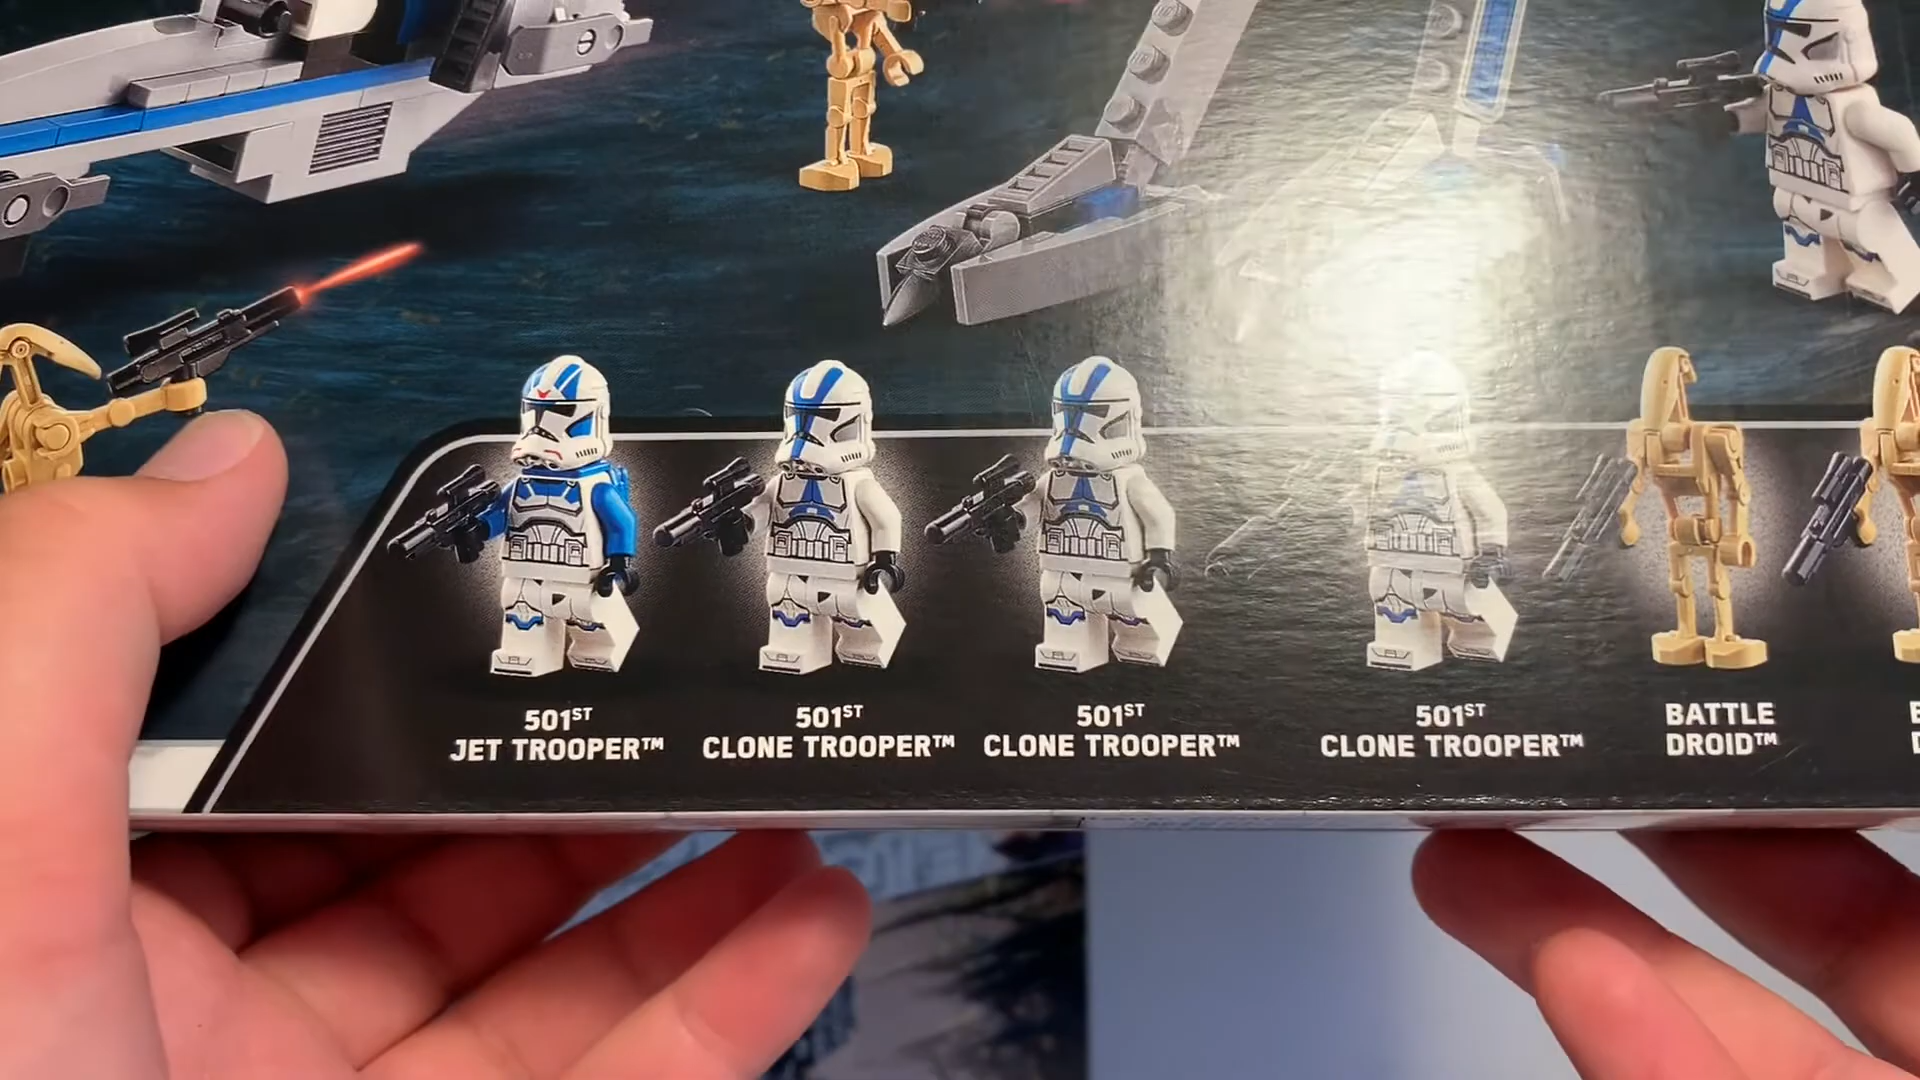 501ST
JET TROOPER™
501ST
CLONE TROOPER™
501ST
CLONE TROOPER™
501ST
CLONE TROOPER™
BATTLE
DROID™